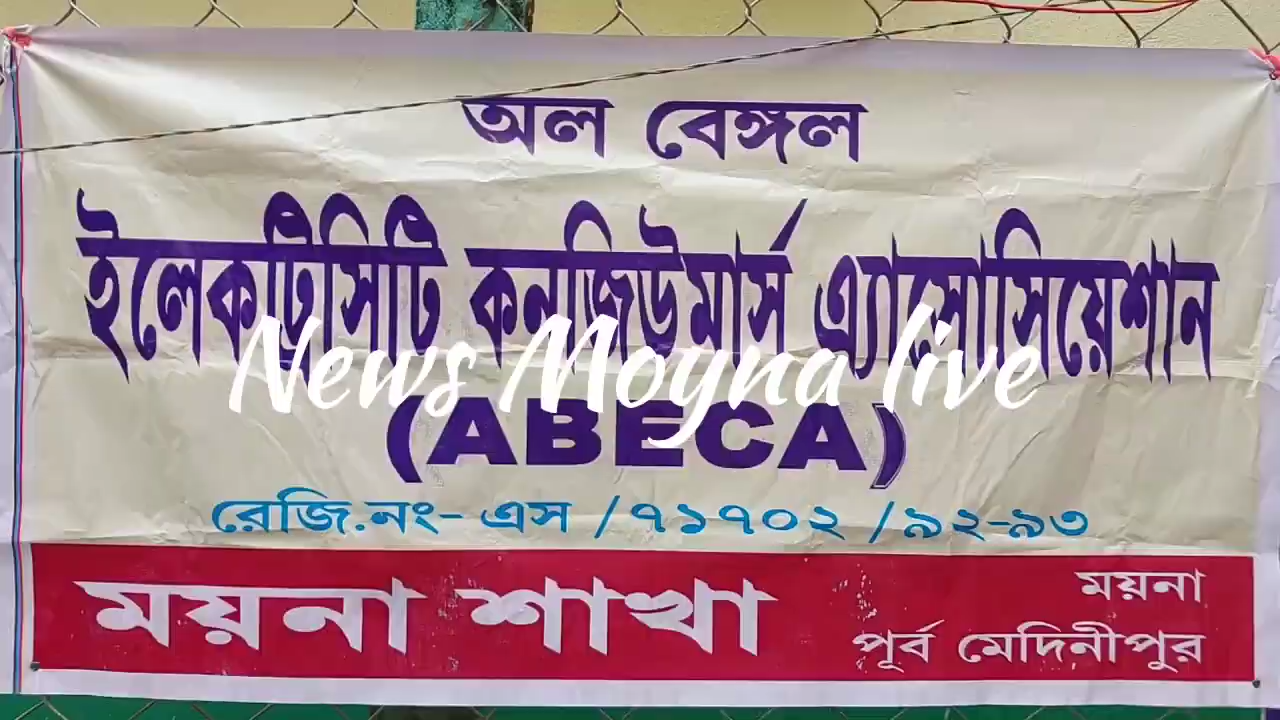 অল বেঙ্গল
ইলেকট্রিসিটি কনজিউমার্স এ্যাসোসিয়েশান
News Moyna live
(ABECA)
রেজি.নং- এস /৭১৭০২ /৯২-৯৩
ময়না শাখা
ময়না
পূর্ব মেদিনীপুর